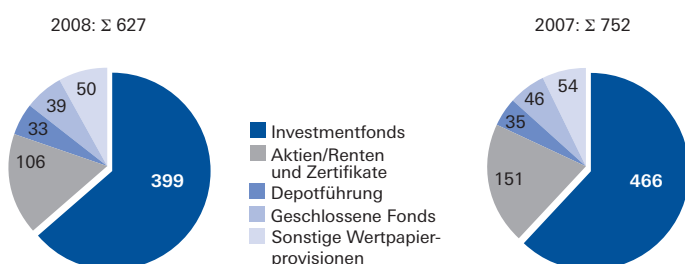 2008: Σ 627
50
39
33
106
399
Investmentfonds
Aktien/Renten
und Zertifikate
Depotführung
Geschlossene Fonds
Sonstige Wertpapier-
provisionen
2007: Σ 752
54
46
35
151
466